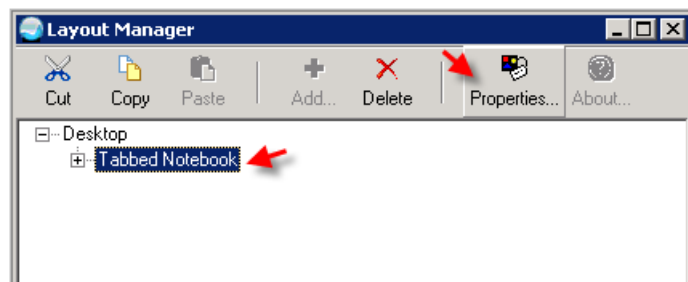 Layout Manager
Cut Copy Paste Add... Delete Properties... About...
Desktop
Tabbed Notebook